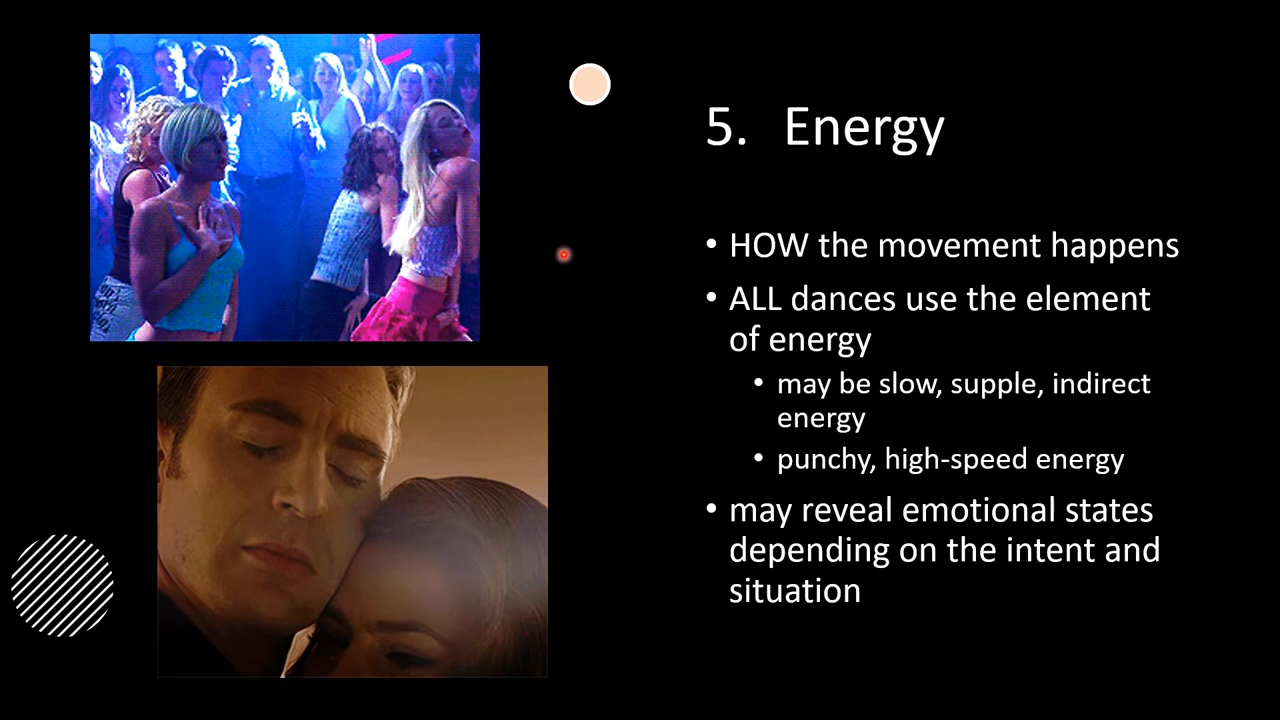 5. Energy
• HOW the movement happens
• ALL dances use the element
of energy
• may be slow, supple, indirect
energy
• punchy, high-speed energy
• may reveal emotional states
depending on the intent and
situation